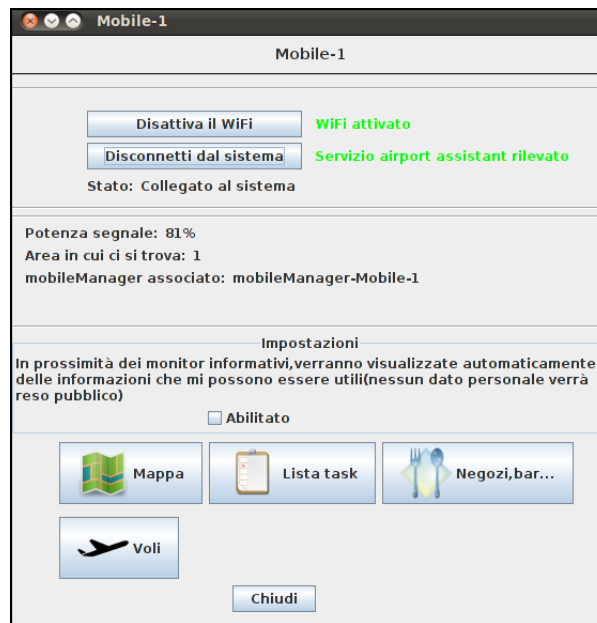 Mobile-1
Mobile-1
Disattiva il WiFi WiFi attivato
Disconnetti dal sistema Servizio airport assistant rilevato
Stato: Collegato al sistema
Potenza segnale: 81%
Area in cui ci si trova: 1
mobileManager associato: mobileManager-Mobile-1
Impostazioni
In prossimità dei monitor informativi,verranno visualizzate automaticamente
delle informazioni che mi possono essere utili(nessun dato personale verrà
reso pubblico)
Abilitato
Mappa Lista task Negozi,bar...
Voli
Chiudi